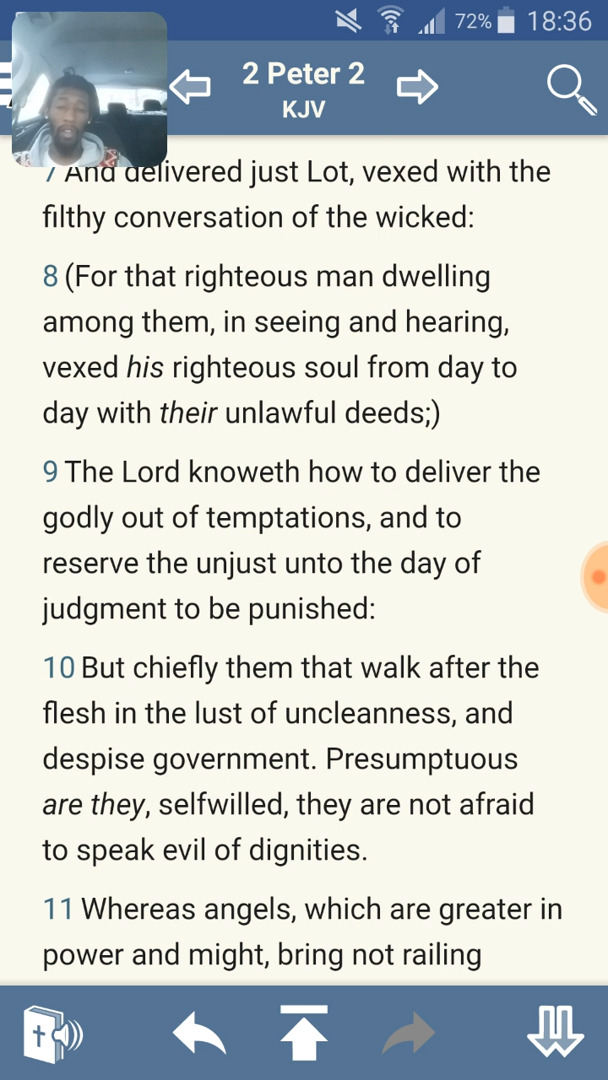 72% 18:36
2 Peter 2
KJV
7 And delivered just Lot, vexed with the
filthy conversation of the wicked:
8 (For that righteous man dwelling
among them, in seeing and hearing,
vexed his righteous soul from day to
day with their unlawful deeds;)
9 The Lord knoweth how to deliver the
godly out of temptations, and to
reserve the unjust unto the day of
judgment to be punished:
10 But chiefly them that walk after the
flesh in the lust of uncleanness, and
despise government. Presumptuous
are they, selfwilled, they are not afraid
to speak evil of dignities.
11 Whereas angels, which are greater in
power and might, bring not railing